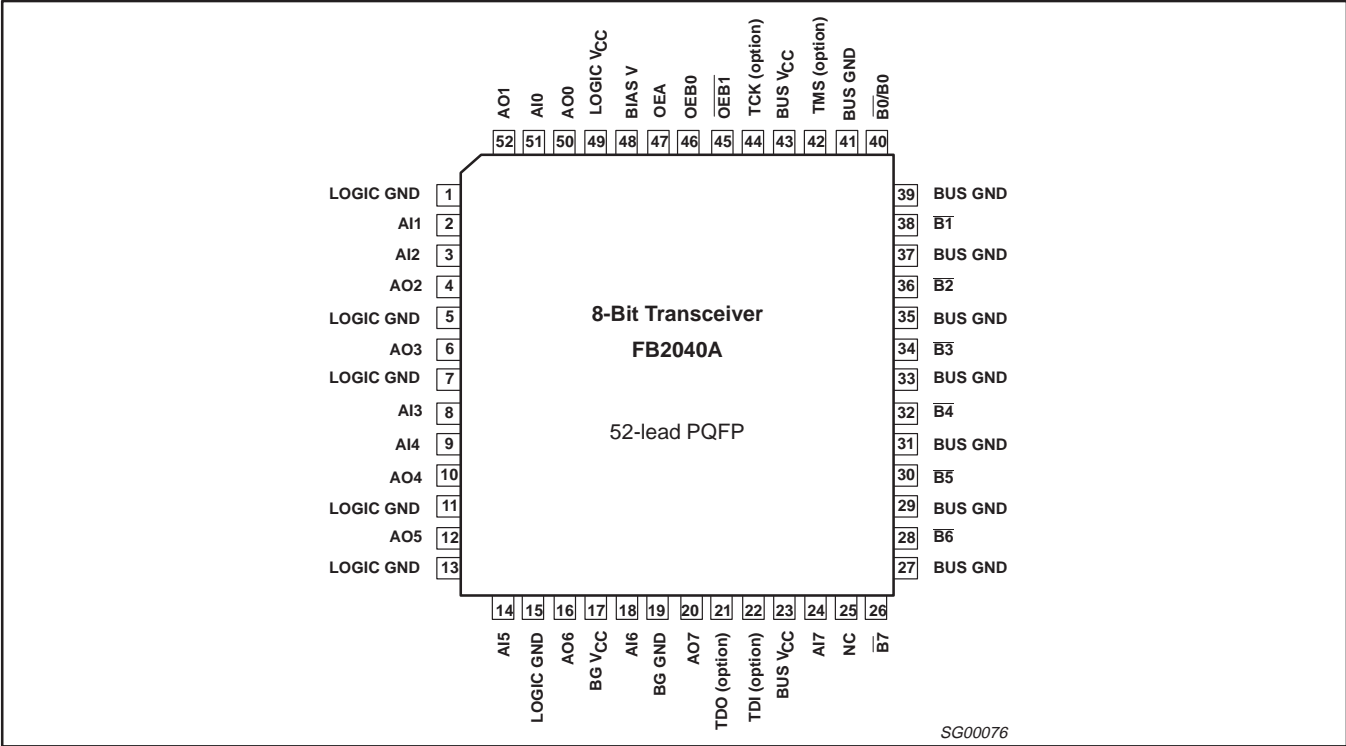 AO1
AI0
AO0
LOGIC VCC
BIAS V
OEA
OEB0
OEB1
TCK (option)
BUS VCC
TMS (option)
BUS GND
B0/B0
52 51 50 49 48 47 46 45 44 43 42 41 40
LOGIC GND 1
AI1 2
AI2 3
AO2 4
LOGIC GND 5
AO3 6
LOGIC GND 7
AI3 8
AI4 9
AO4 10
LOGIC GND 11
AO5 12
LOGIC GND 13
8-Bit Transceiver
FB2040A
52-lead PQFP
39 BUS GND
38 B1
37 BUS GND
36 B2
35 BUS GND
34 B3
33 BUS GND
32 B4
31 BUS GND
30 B5
29 BUS GND
28 B6
27 BUS GND
14 15 16 17 18 19 20 21 22 23 24 25 26
AI5
LOGIC GND
AO6
BG VCC
AI6
BG GND
AO7
TDO (option)
TDI (option)
BUS VCC
AI7
NC
B7
SG00076